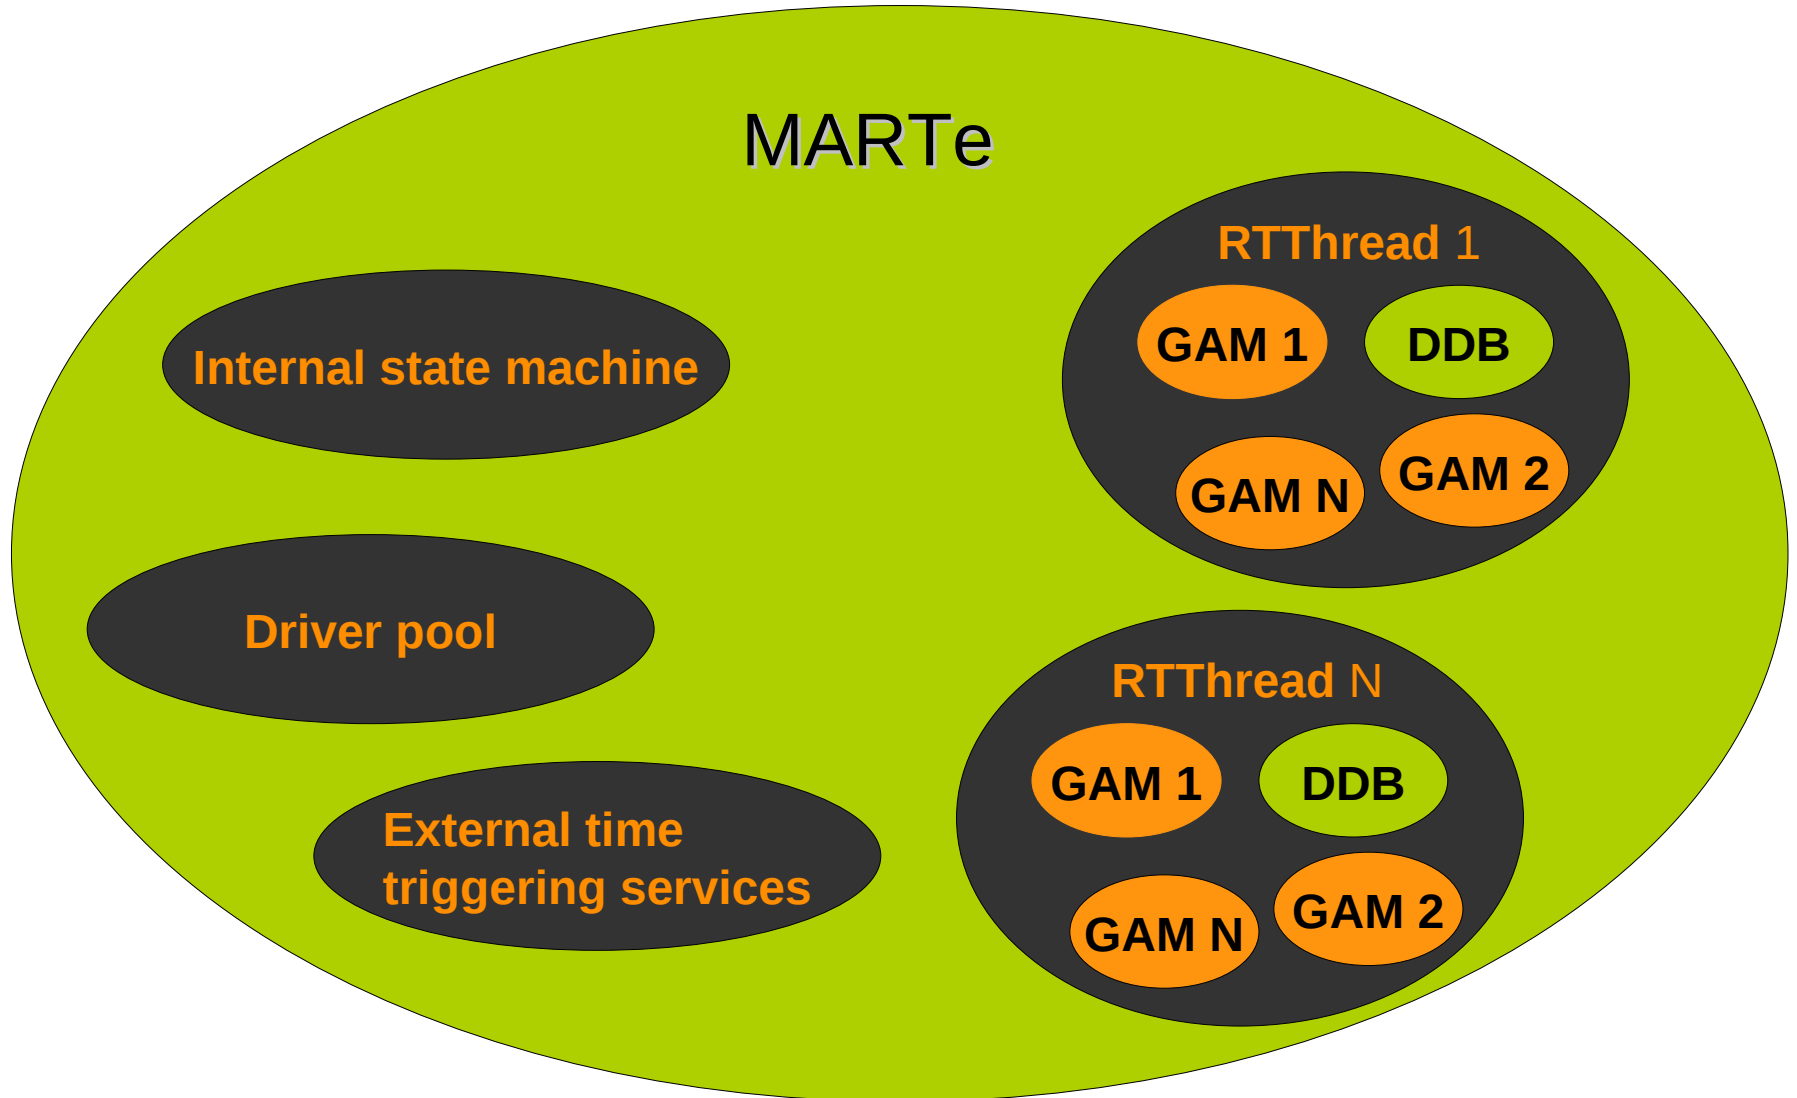 MARTe
Internal state machine
Driver pool
External time
triggering services
RTThread 1
GAM 1
DDB
GAM N
GAM 2
RTThread N
GAM 1
DDB
GAM N
GAM 2